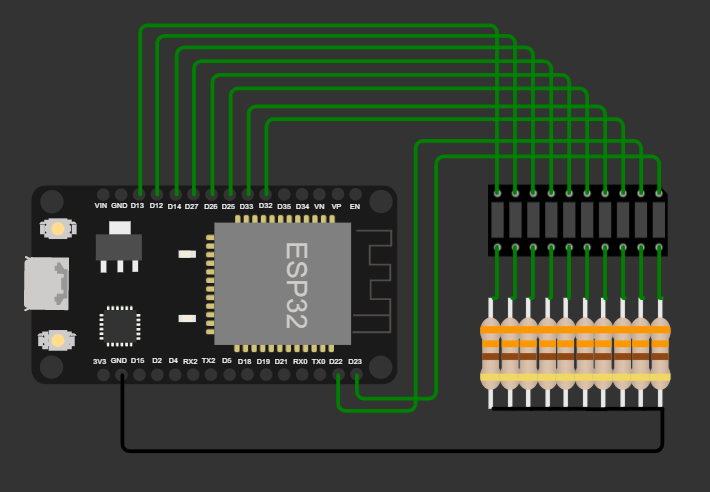 VIN GND D13 D12 D14 D27 D26 D25 D33 D32 D35 D34 VN VP EN
ESP32
3V3 GND D15 D2 D4 RX2 TX2 D5 D18 D19 D21 RX0 TX0 D22 D23